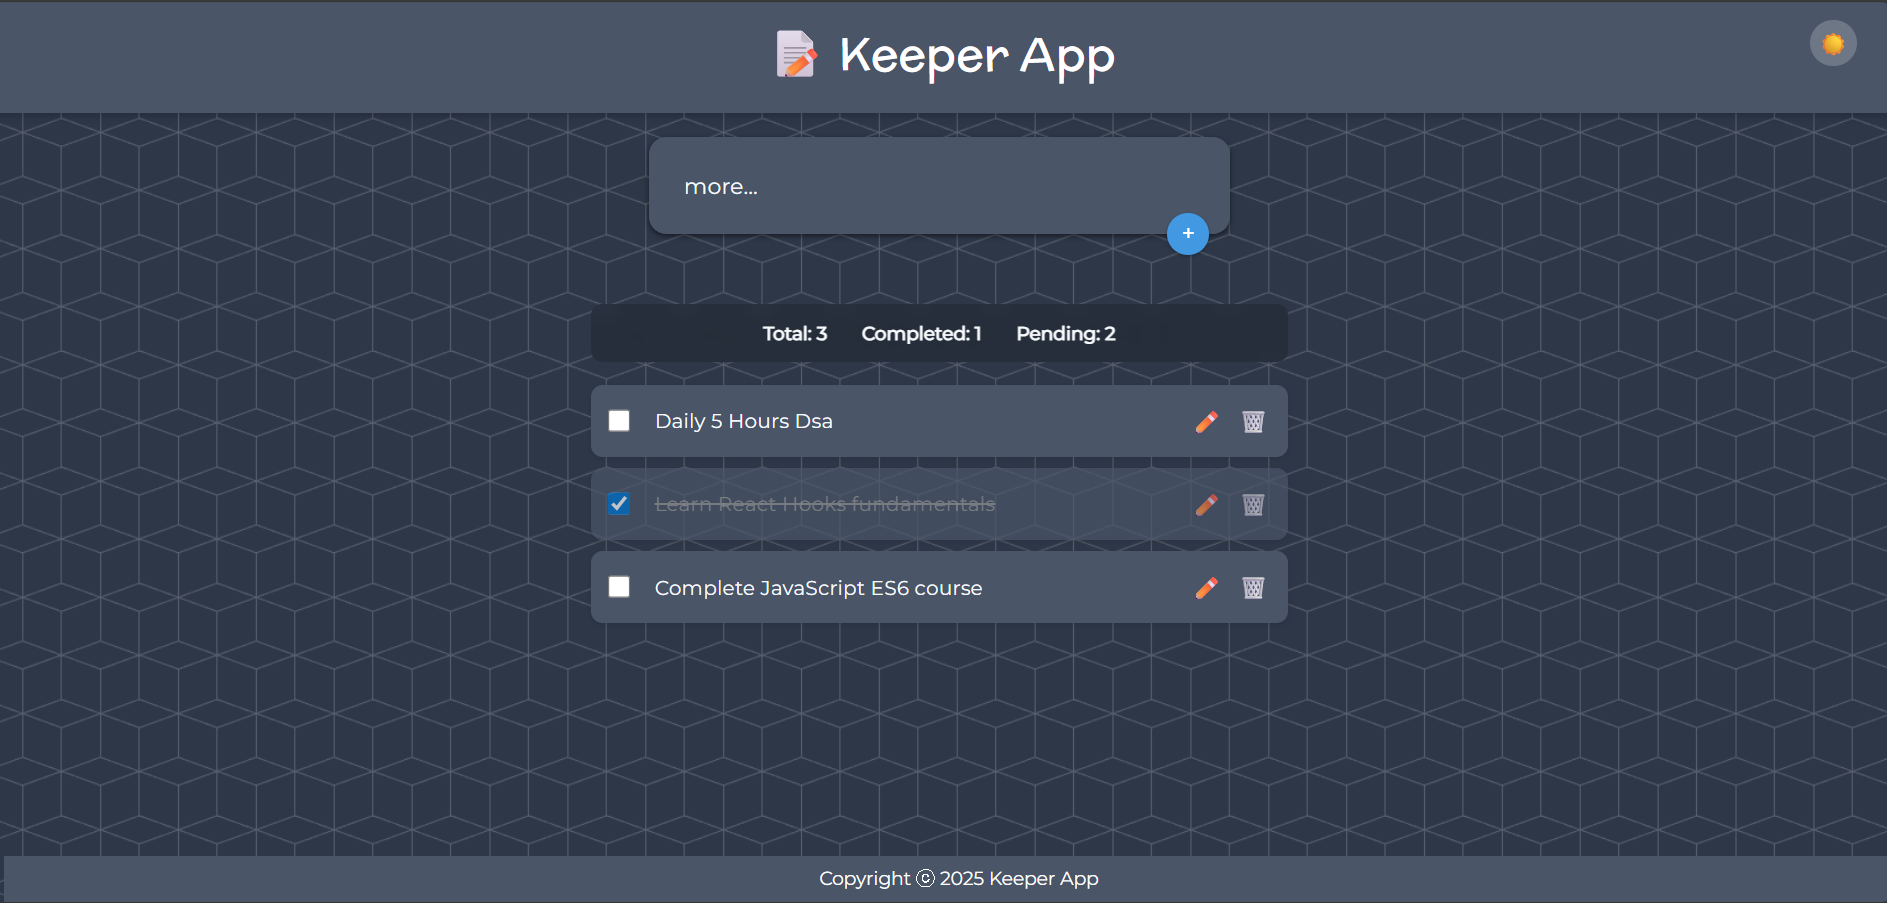 Keeper App
more...
+
Total: 3 Completed: 1 Pending: 2
Daily 5 Hours Dsa
Learn React Hooks fundamentals
Complete JavaScript ES6 course
Copyright ⓒ 2025 Keeper App